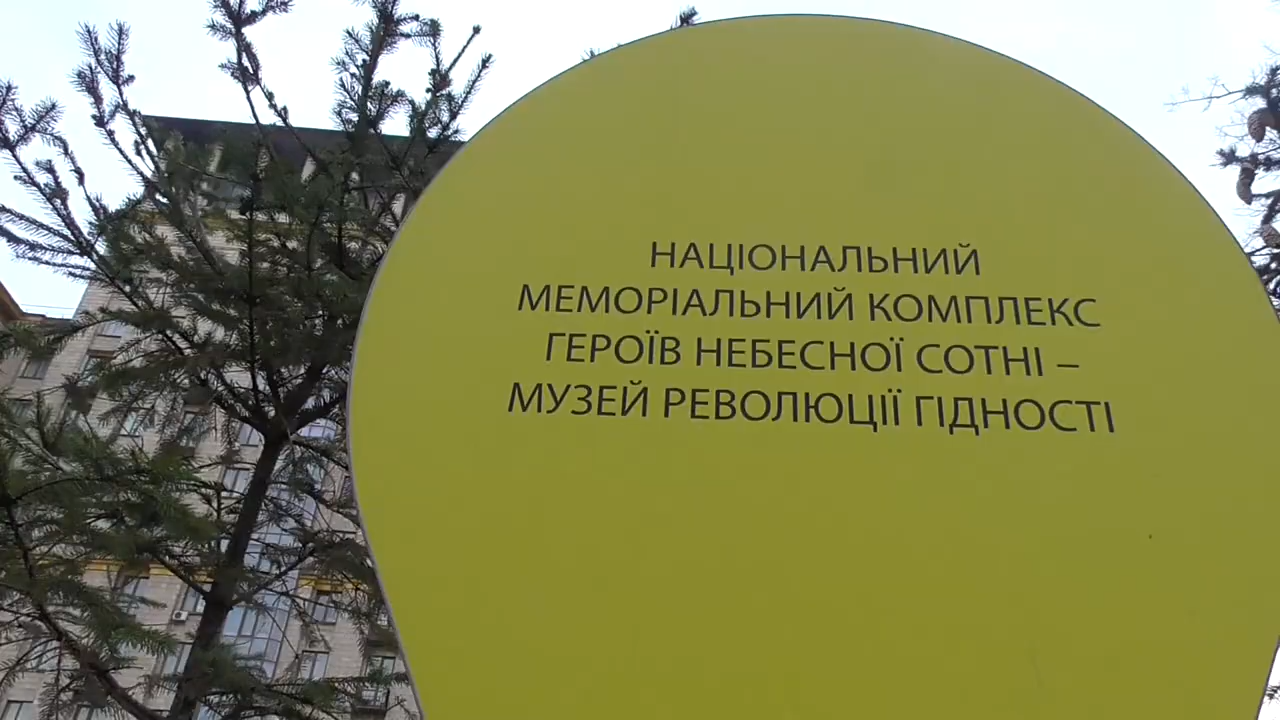 НАЦІОНАЛЬНИЙ
МЕМОРІАЛЬНИЙ КОМПЛЕКС
ГЕРОЇВ НЕБЕСНОЇ СОТНІ –
МУЗЕЙ РЕВОЛЮЦІЇ ГІДНОСТІ